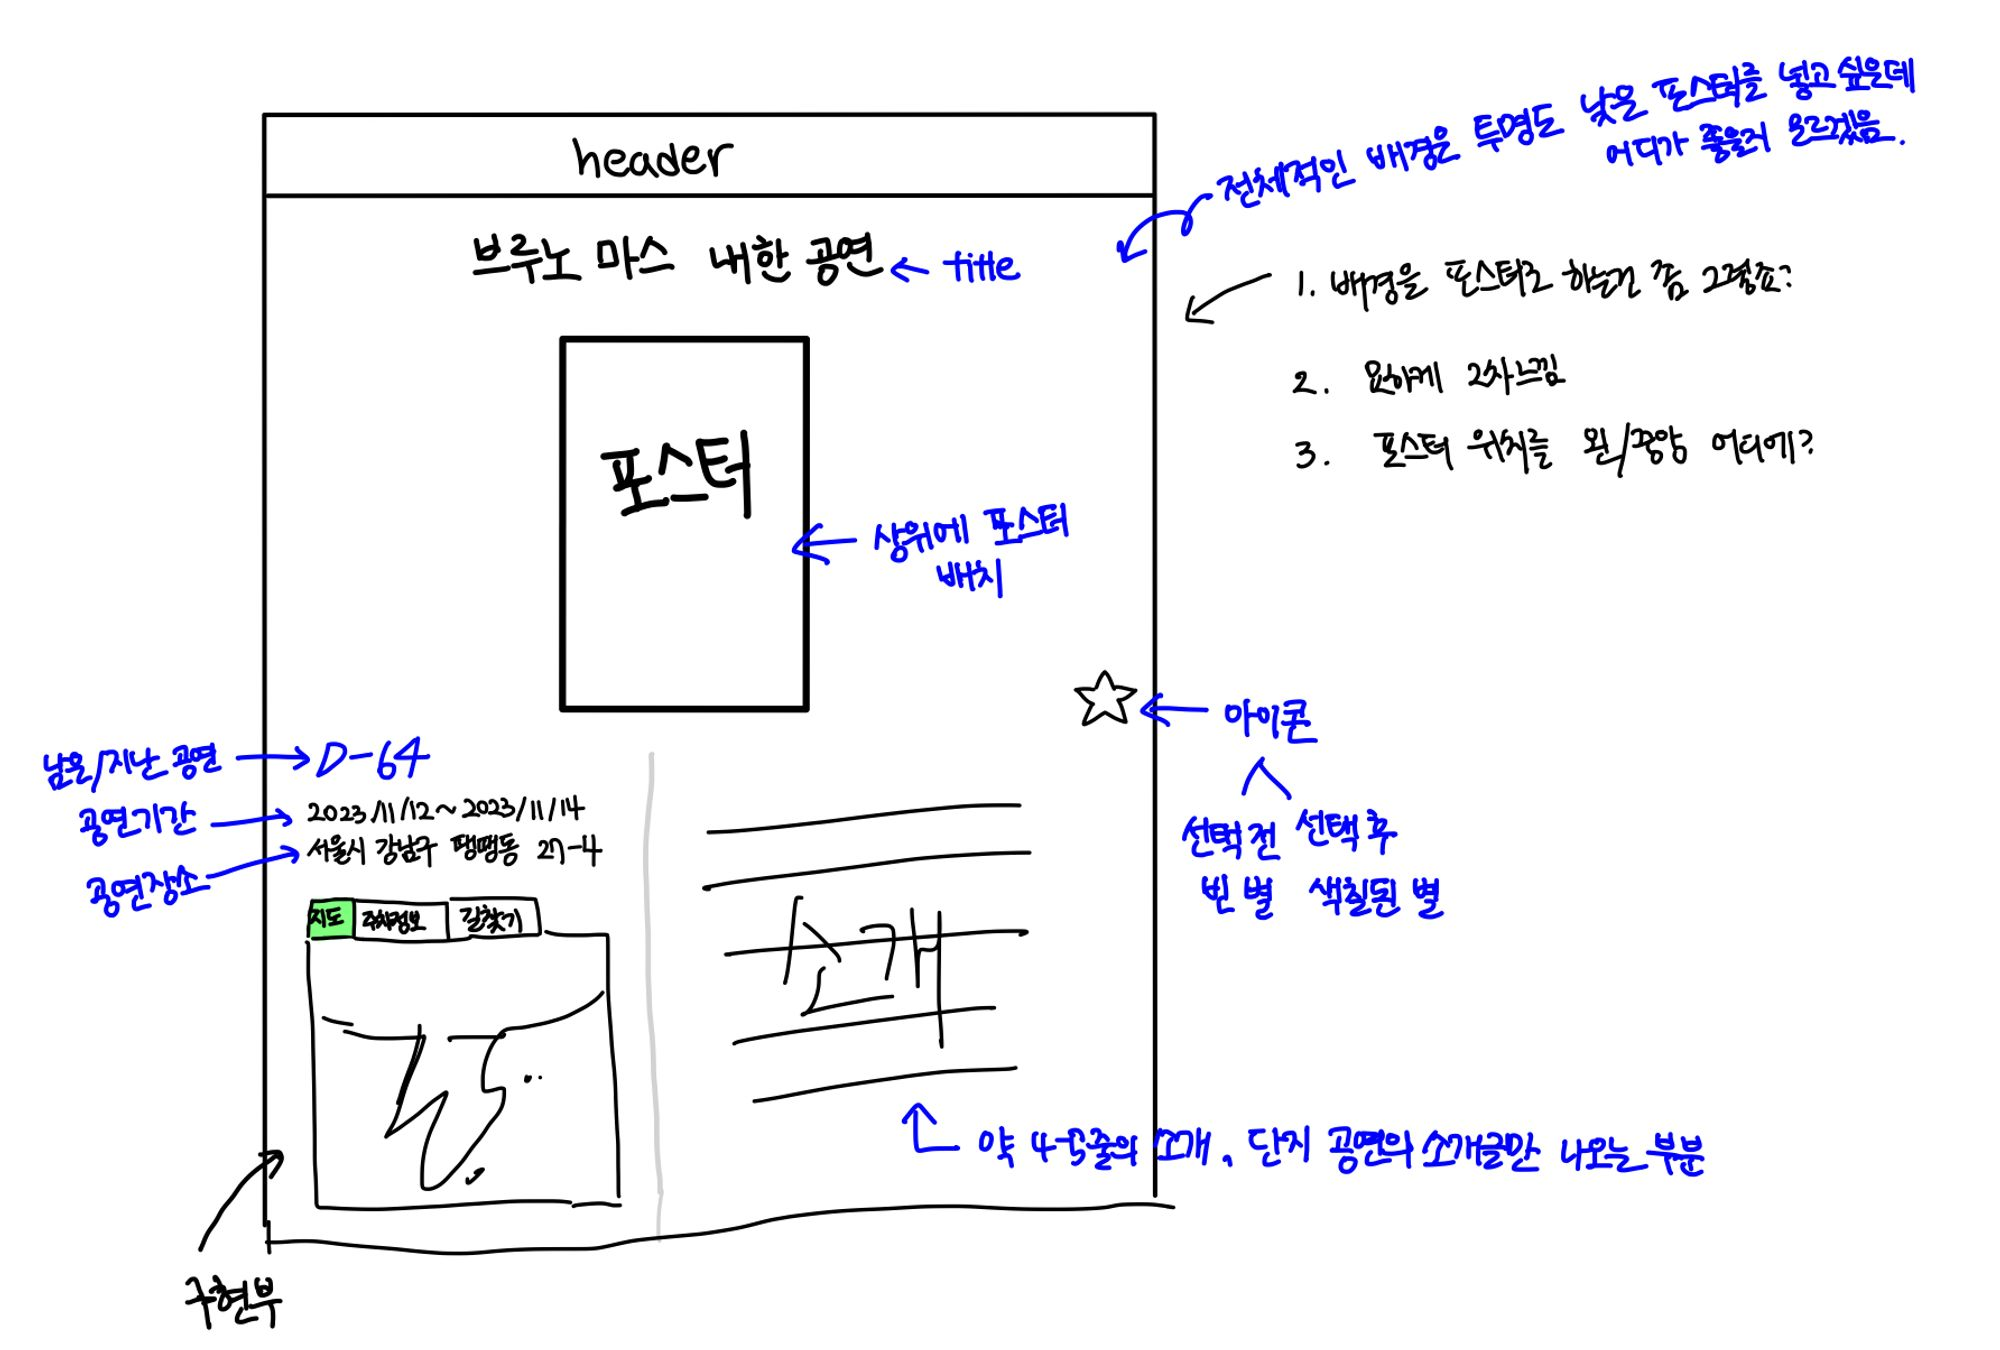 header
전체적인 배경은 투명도 낮은 포스터를 넣고싶은데
어디가 좋을지 모르겠음.
브루노 마스 내한 공연
title
1. 배경을 포스터로 하는건 좀 그렇죠?
2. 묘하게 2차느낌
3. 포스터 위치를 왼/중앙 어디에?
포스터
상위에 포스터
배치
아이콘
선택전 선택후
빈 별 색칠된 별
남은/지난 공연
D-64
공연기간
2023/11/12~2023/11/14
공연장소
서울시 강남구 땡땡동 27-4
지도 주차정보 길찾기
소개
약 4-5줄의 소개. 단지 공연의 소개글만 나오는 부분
구현부